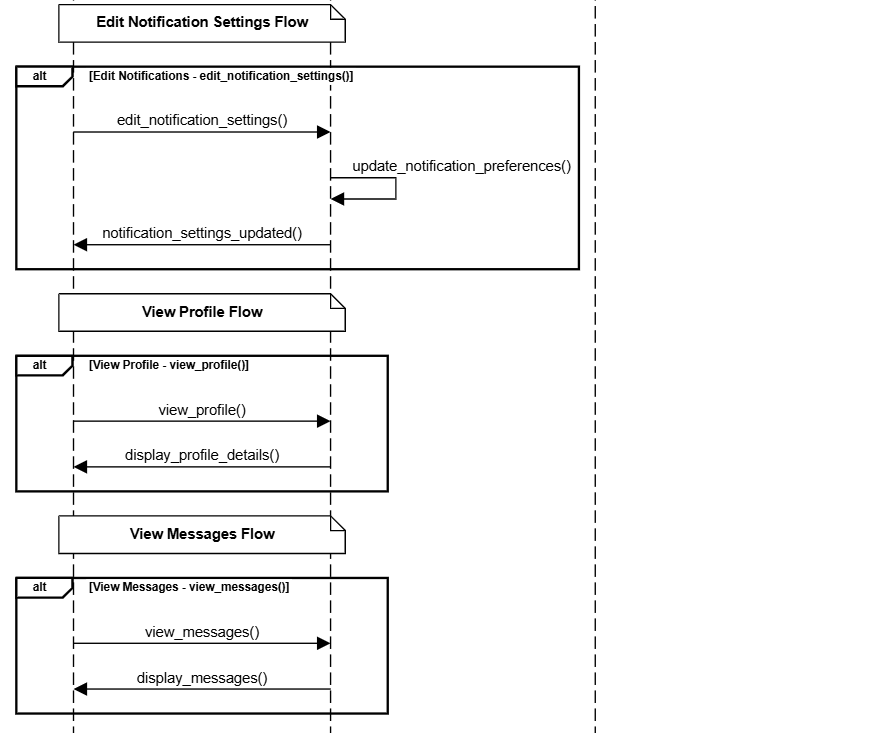 Edit Notification Settings Flow
alt
[Edit Notifications - edit_notification_settings()]
edit_notification_settings()
update_notification_preferences()
notification_settings_updated()
View Profile Flow
alt
[View Profile - view_profile()]
view_profile()
display_profile_details()
View Messages Flow
alt
[View Messages - view_messages()]
view_messages()
display_messages()